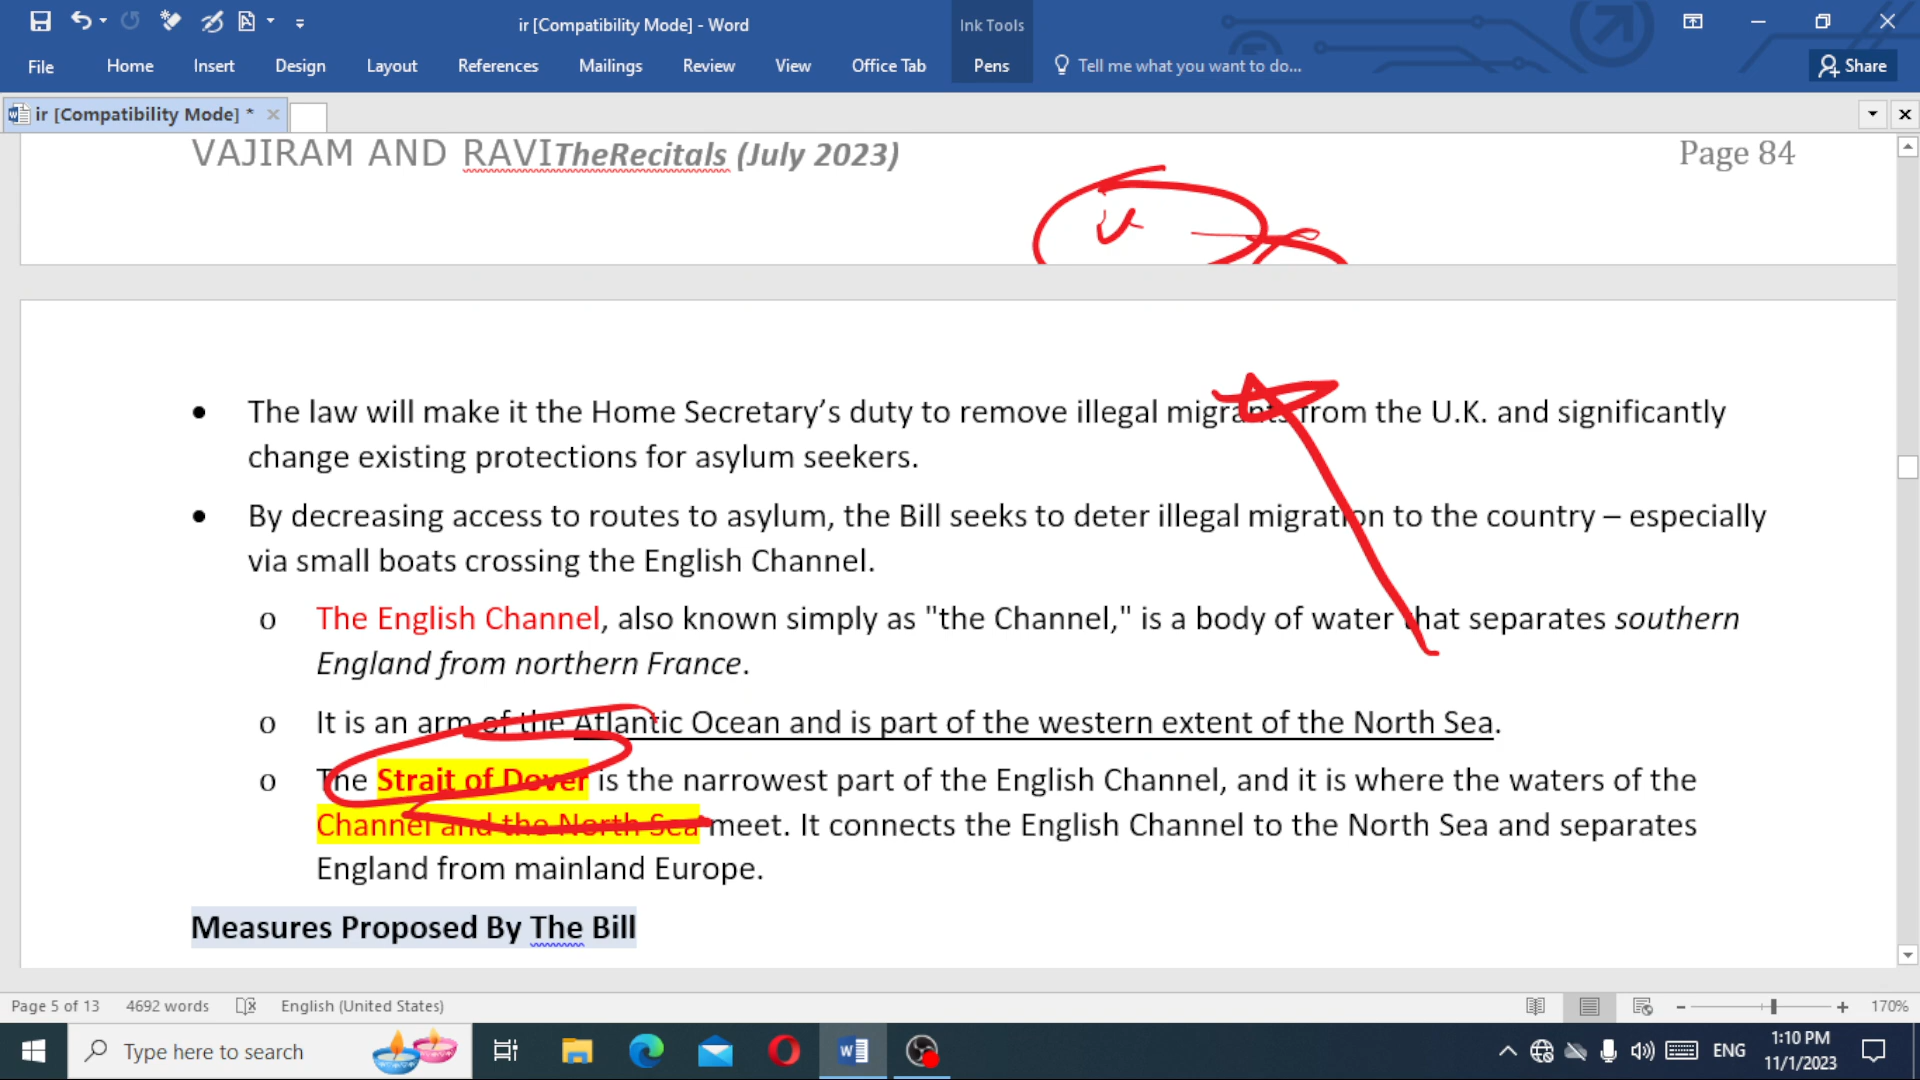 ir [Compatibility Mode] - Word
Ink Tools
File Home Insert Design Layout References Mailings Review View Office Tab Pens Tell me what you want to do... Share
ir [Compatibility Mode] *
VAJIRAM AND RAVITheRecitals (July 2023) Page 84
• The law will make it the Home Secretary’s duty to remove illegal migrants from the U.K. and significantly
change existing protections for asylum seekers.
• By decreasing access to routes to asylum, the Bill seeks to deter illegal migration to the country – especially
via small boats crossing the English Channel.
o The English Channel, also known simply as "the Channel," is a body of water that separates southern
England from northern France.
o It is an arm of the Atlantic Ocean and is part of the western extent of the North Sea.
o The Strait of Dover is the narrowest part of the English Channel, and it is where the waters of the
Channel and the North Sea meet. It connects the English Channel to the North Sea and separates
England from mainland Europe.
Measures Proposed By The Bill
Page 5 of 13 4692 words English (United States) 170%
Type here to search ENG 1:10 PM
11/1/2023